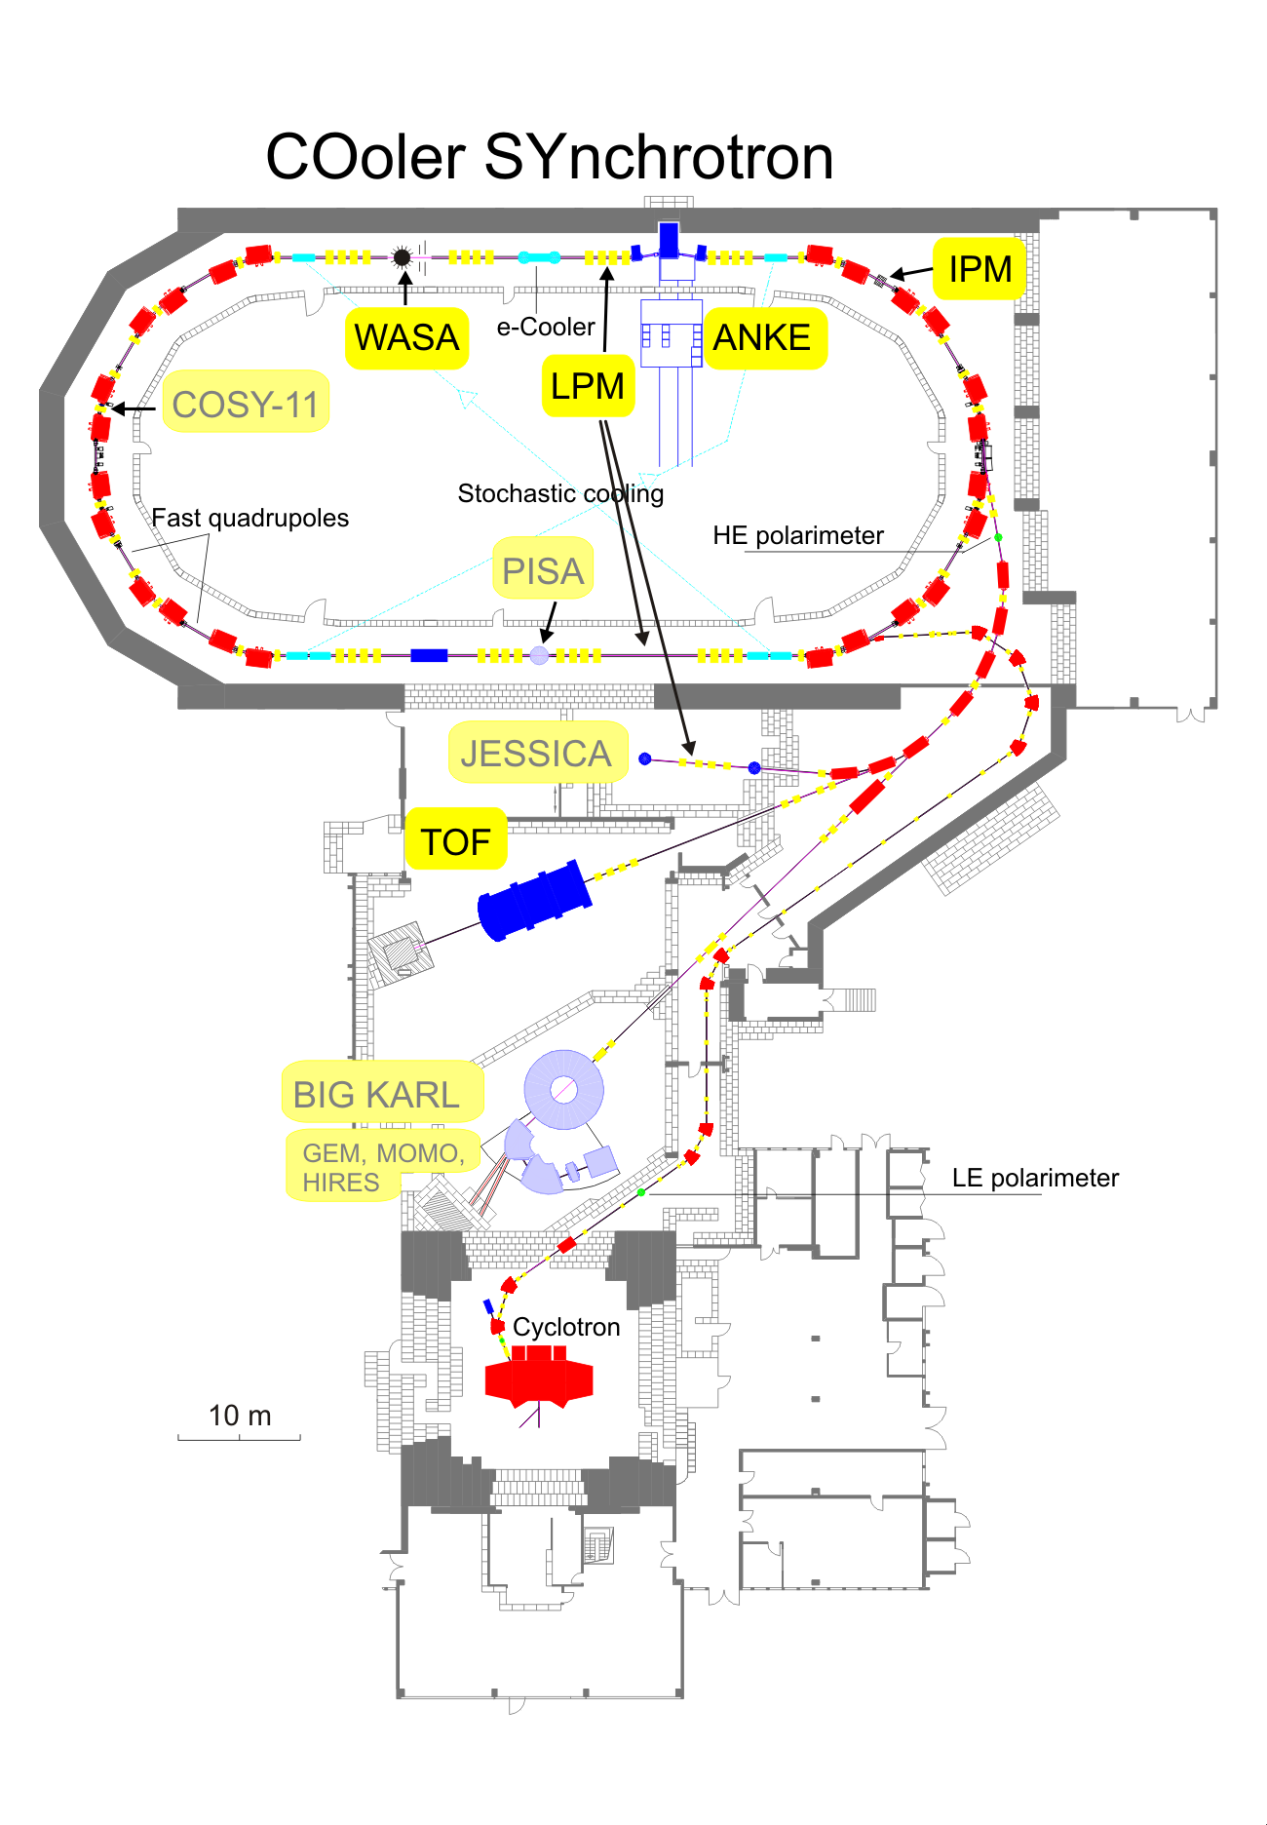 COoler SYnchrotron
IPM
WASA
e-Cooler
ANKE
LPM
COSY-11
Stochastic cooling
Fast quadrupoles
HE polarimeter
PISA
JESSICA
TOF
BIG KARL
GEM, MOMO,
HIRES
LE polarimeter
Cyclotron
10 m